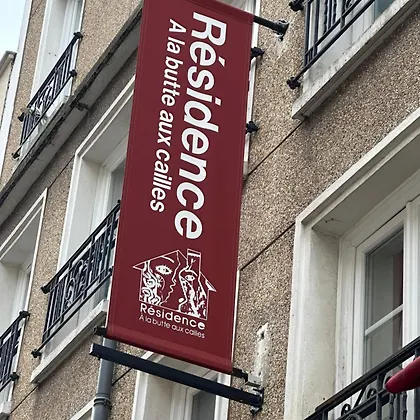 Résidence
A la butte aux cailles
Résidence
A la butte aux cailles